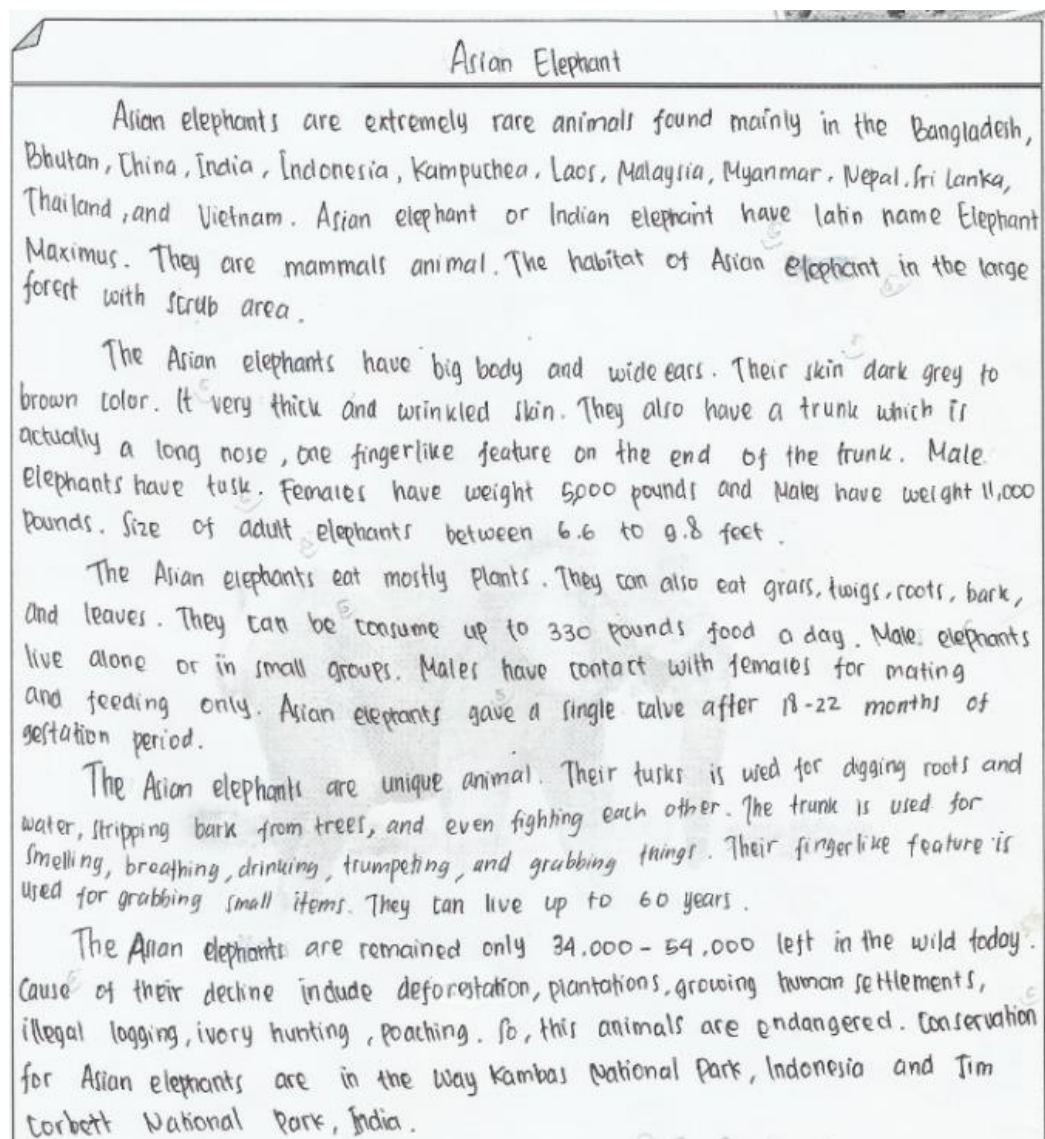 Asian Elephant
Asian elephants are extremely rare animals found mainly in the Bangladesh,
Bhutan, China, India, Indonesia, Kampuchea, Laos, Malaysia, Myanmar, Nepal, Sri Lanka,
Thailand, and Vietnam. Asian elephant or Indian elephant have latin name Elephant
Maximus. They are mammals animal. The habitat of Asian elephant in the large
forest with scrub area.
The Asian elephants have big body and wide ears. Their skin dark grey to
brown color. It very thick and wrinkled skin. They also have a trunk which is
actually a long nose, one fingerlike feature on the end of the trunk. Male
elephants have tusk. Females have weight 5,000 pounds and Males have weight 11,000
pounds. Size of adult elephants between 6.6 to 9.8 feet.
The Asian elephants eat mostly plants. They can also eat grass, twigs, roots, bark,
and leaves. They can be consume up to 330 pounds food a day. Male elephants
live alone or in small groups. Males have contact with females for mating
and feeding only. Asian elephants gave a single calve after 18-22 months of
gestation period.
The Asian elephants are unique animal. Their tusks is used for digging roots and
water, stripping bark from trees, and even fighting each other. The trunk is used for
smelling, breathing, drinking, trumpeting, and grabbing things. Their fingerlike feature is
used for grabbing small items. They can live up to 60 years.
The Asian elephants are remained only 34.000 - 54.000 left in the wild today.
Cause of their decline include deforestation, plantations, growing human settlements,
illegal logging, ivory hunting, poaching. So, this animals are endangered. Conservation
for Asian elephants are in the Way Kambas National Park, Indonesia and Jim
Corbett National Park, India.